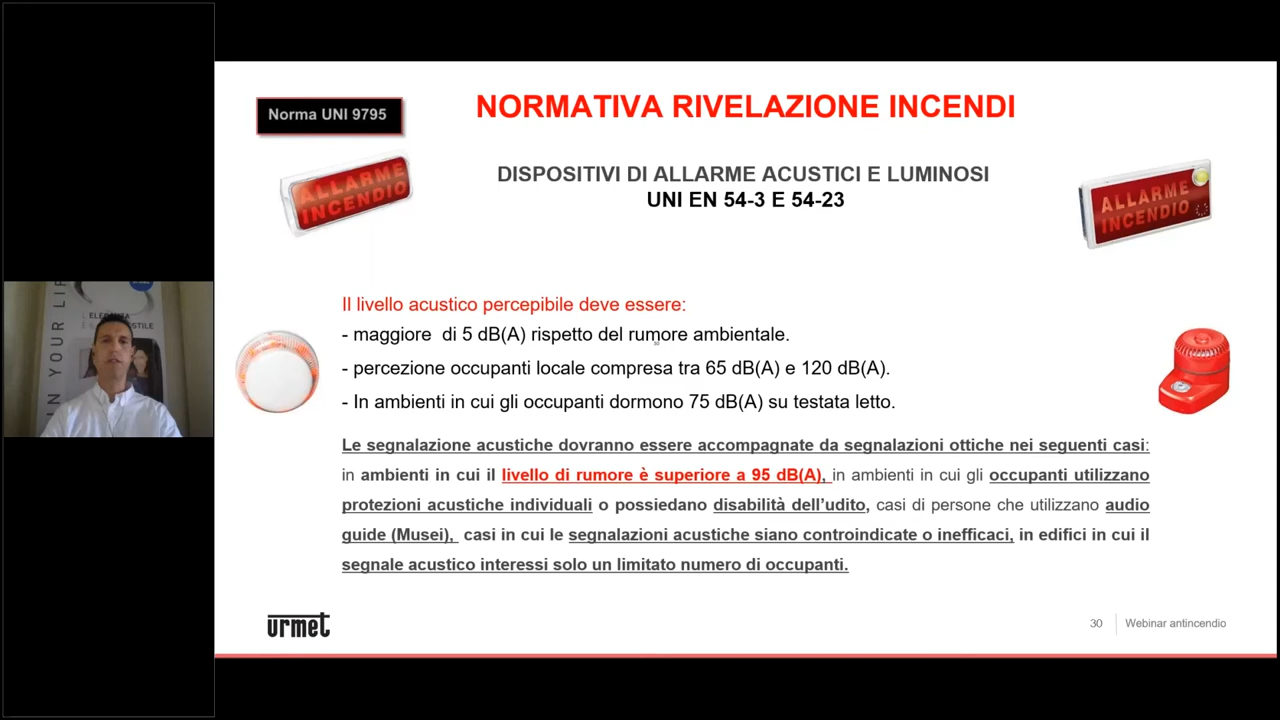 Norma UNI 9795
NORMATIVA RIVELAZIONE INCENDI
DISPOSITIVI DI ALLARME ACUSTICI E LUMINOSI
UNI EN 54-3 E 54-23
ALLARME
INCENDIO
ALLARME
INCENDIO
Il livello acustico percepibile deve essere:
- maggiore di 5 dB(A) rispetto del rumore ambientale.
- percezione occupanti locale compresa tra 65 dB(A) e 120 dB(A).
- In ambienti in cui gli occupanti dormono 75 dB(A) su testata letto.
Le segnalazione acustiche dovranno essere accompagnate da segnalazioni ottiche nei seguenti casi:
in ambienti in cui il livello di rumore è superiore a 95 dB(A), in ambienti in cui gli occupanti utilizzano
protezioni acustiche individuali o possiedano disabilità dell'udito, casi di persone che utilizzano audio
guide (Musei), casi in cui le segnalazioni acustiche siano controindicate o inefficaci, in edifici in cui il
segnale acustico interessi solo un limitato numero di occupanti.
IN YOUR LIF
urmet
30
Webinar antincendio